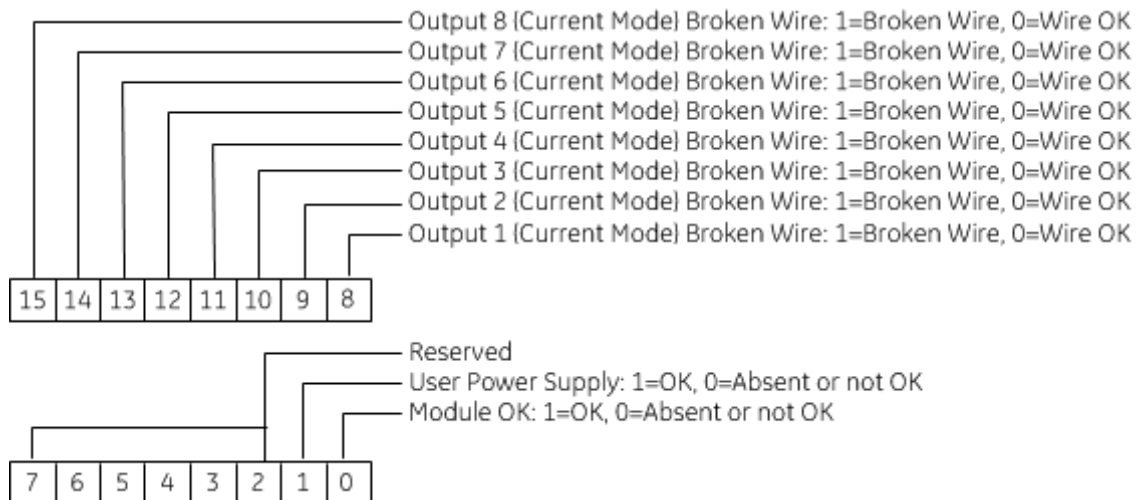 Output 8 (Current Mode) Broken Wire: 1=Broken Wire, 0=Wire OK
Output 7 (Current Mode) Broken Wire: 1=Broken Wire, 0=Wire OK
Output 6 (Current Mode) Broken Wire: 1=Broken Wire, 0=Wire OK
Output 5 (Current Mode) Broken Wire: 1=Broken Wire, 0=Wire OK
Output 4 (Current Mode) Broken Wire: 1=Broken Wire, 0=Wire OK
Output 3 (Current Mode) Broken Wire: 1=Broken Wire, 0=Wire OK
Output 2 (Current Mode) Broken Wire: 1=Broken Wire, 0=Wire OK
Output 1 (Current Mode) Broken Wire: 1=Broken Wire, 0=Wire OK
15 14 13 12 11 10 9 8
Reserved
User Power Supply: 1=OK, 0=Absent or not OK
Module OK: 1=OK, 0=Absent or not OK
7 6 5 4 3 2 1 0